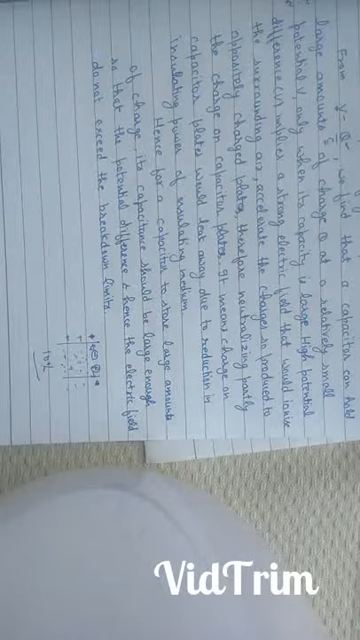 From V = Q/C, we find that a capacitor can hold
large amounts of charge Q at a relatively small
potential V, only when its capacity is large. High potential
difference (V) implies a strong electric field that would ionise
the surrounding air, accelerate the charges so produced to
oppositely charged plates, therefore neutralizing partly
the charge on capacitor plates. It means charge on
capacitor plates would leak away due to reduction in
insulating power of insulating medium.
Hence for a capacitor to store large amounts
of charge, its capacitance should be large enough
so that the potential difference & hence the electric field
do not exceed the breakdown limits.
VidTrim